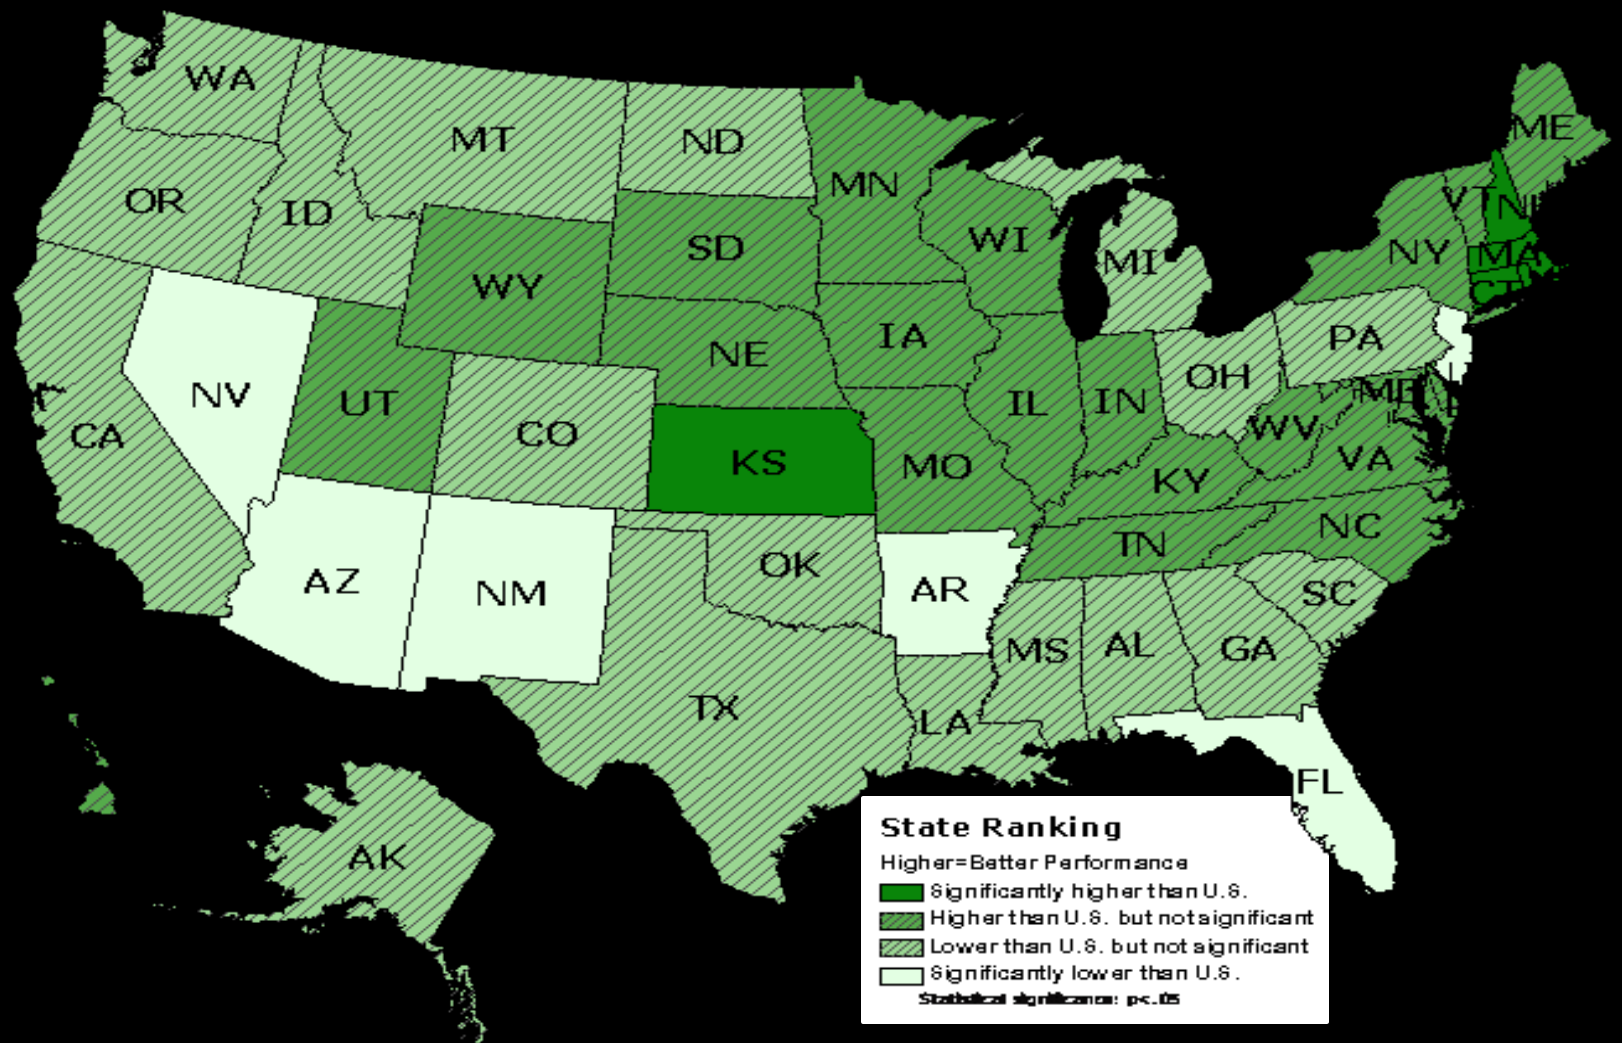 WA
MT
ND
MN
ME
OR
ID
SD
WI
MI
VT
NY
MA
WY
NV
UT
CO
NE
IA
IL
IN
OH
PA
WV
VA
CA
KS
MO
KY
TN
NC
AZ
NM
OK
AR
SC
MS
AL
GA
TX
LA
FL
AK
State Ranking
Higher=Better Performance
Significantly higher than U.S.
Higher than U.S. but not significant
Lower than U.S. but not significant
Significantly lower than U.S.
Statistical significance: p<.05